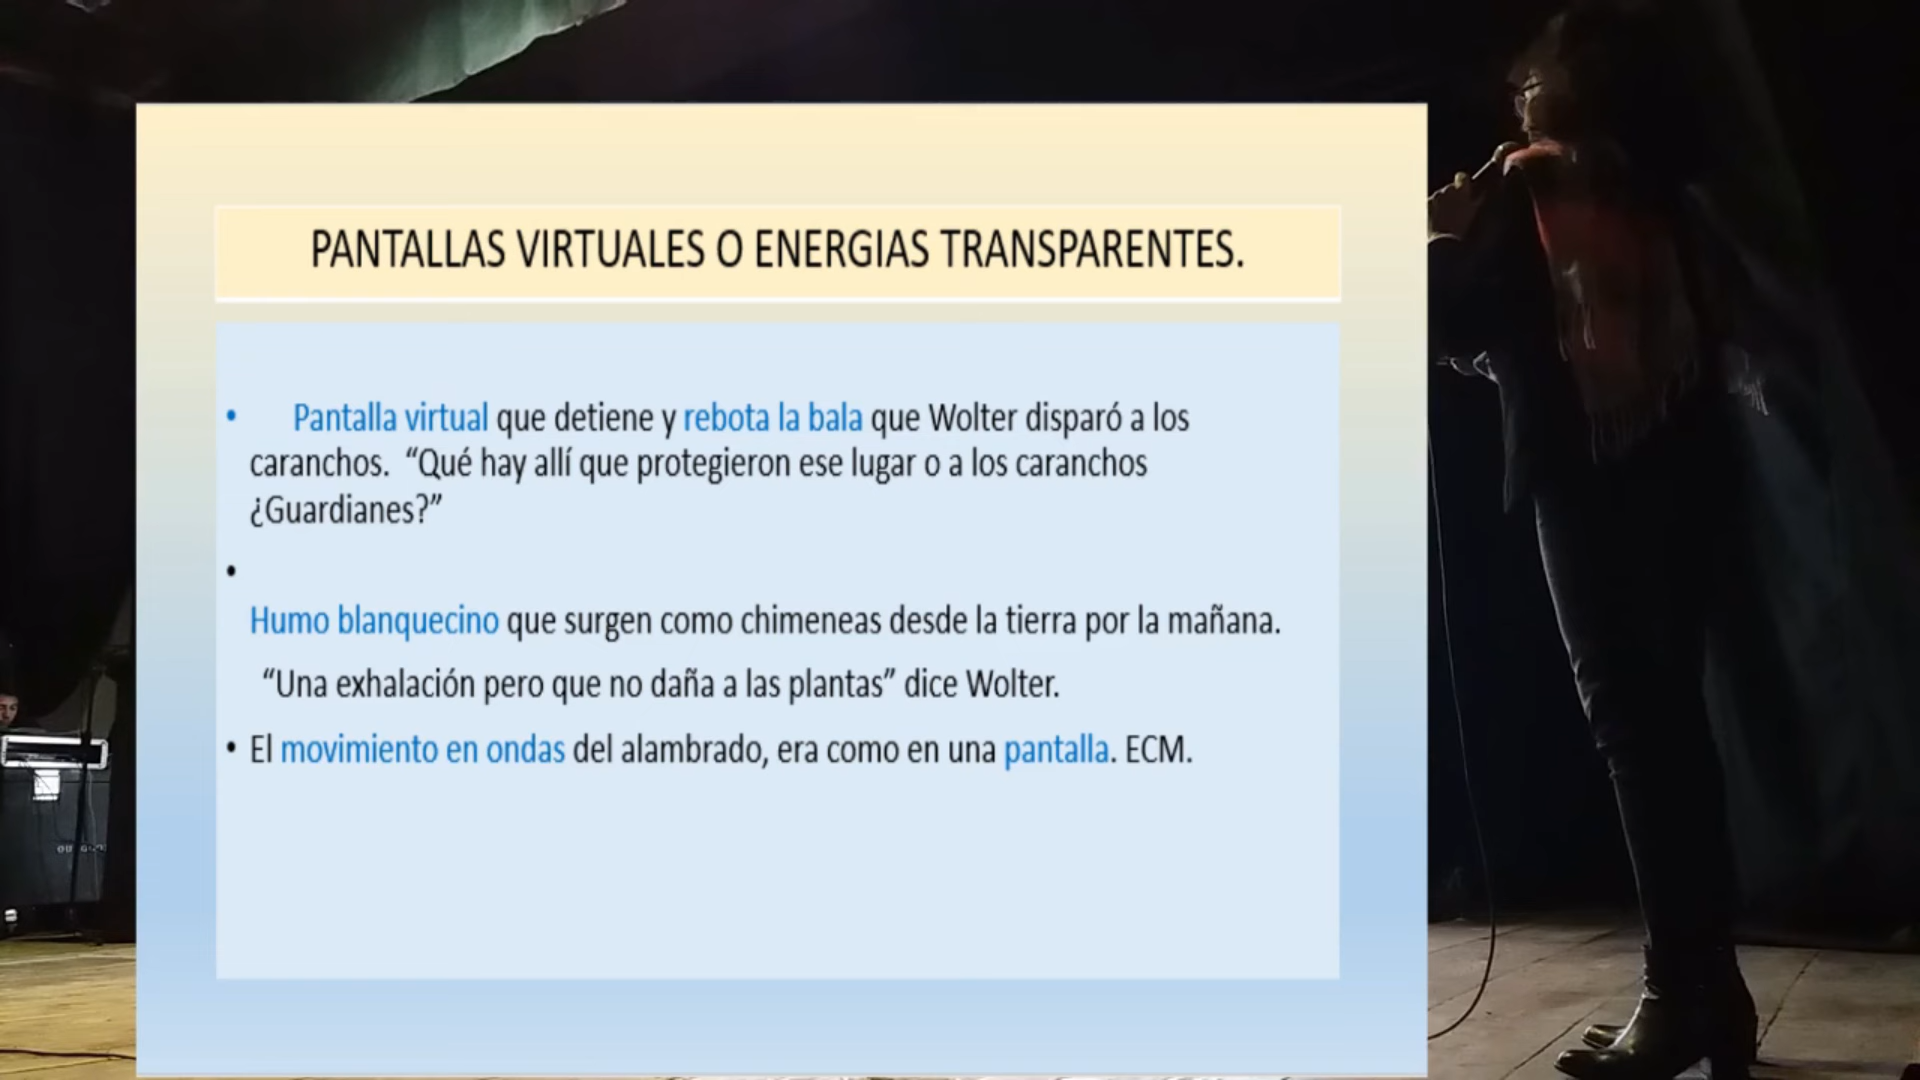 PANTALLAS VIRTUALES O ENERGIAS TRANSPARENTES.
• Pantalla virtual que detiene y rebota la bala que Wolter disparó a los
caranchos. “Qué hay allí que protegieron ese lugar o a los caranchos
¿Guardianes?”
•
Humo blanquecino que surgen como chimeneas desde la tierra por la mañana.
“Una exhalación pero que no daña a las plantas” dice Wolter.
• El movimiento en ondas del alambrado, era como en una pantalla. ECM.